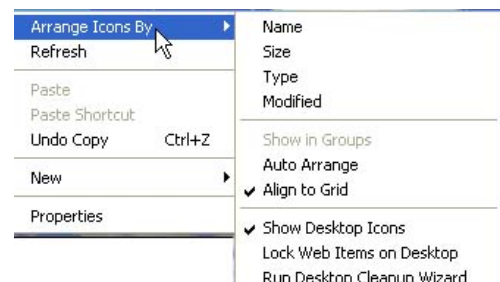 Arrange Icons By
Refresh
Paste
Paste Shortcut
Undo Copy Ctrl+Z
New
Properties
Name
Size
Type
Modified
Show in Groups
Auto Arrange
Align to Grid
Show Desktop Icons
Lock Web Items on Desktop
Run Desktop Cleanup Wizard